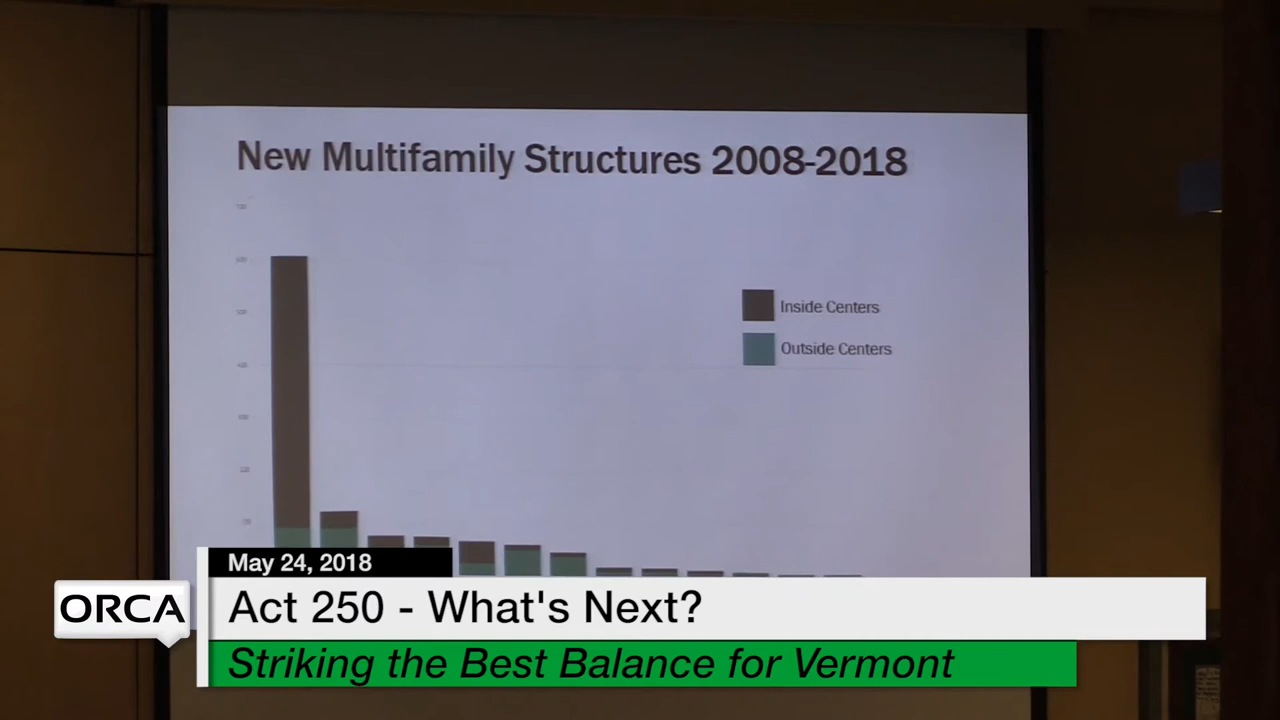 New Multifamily Structures 2008-2018
Inside Centers
Outside Centers
May 24, 2018
ORCA
Act 250 - What's Next?
Striking the Best Balance for Vermont